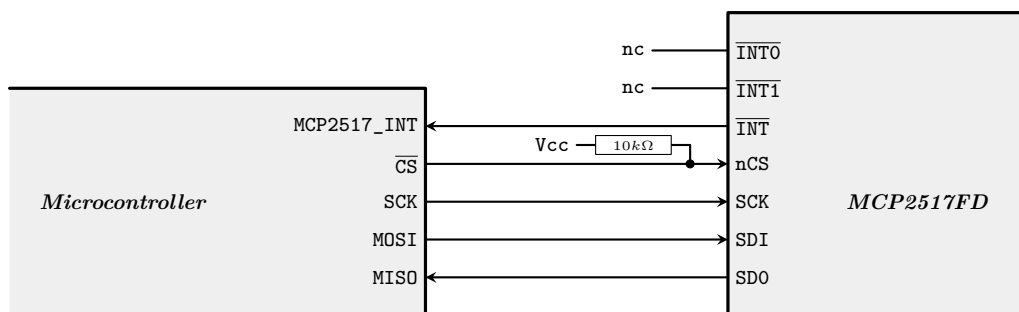 nc INT0
nc INT1
MCP2517_INT INT
Vcc 10kΩ
CS nCS
Microcontroller SCK SCK MCP2517FD
MOSI SDI
MISO SDO